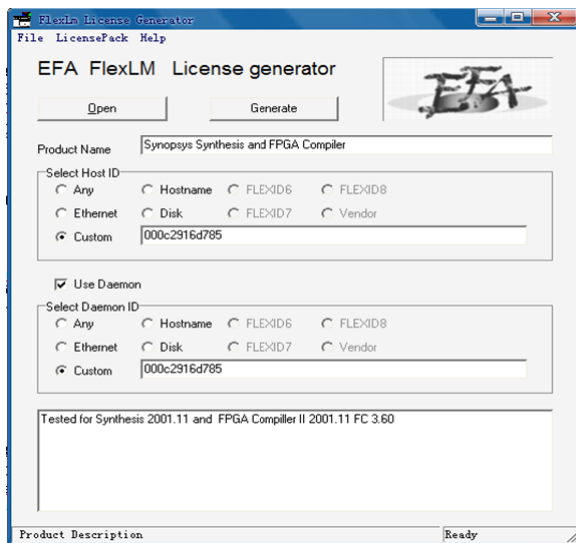 FlexLm License Generator
File LicensePack Help
EFA FlexLM License generator
EFA
Open Generate
Product Name Synopsys Synthesis and FPGA Compiler
Select Host ID
Any Hostname FLEXID6 FLEXID8
Ethernet Disk FLEXID7 Vendor
Custom 000c2916d785
Use Daemon
Select Daemon ID
Any Hostname FLEXID6 FLEXID8
Ethernet Disk FLEXID7 Vendor
Custom 000c2916d785
Tested for Synthesis 2001.11 and FPGA Compiller II 2001.11 FC 3.60
Product Description Ready